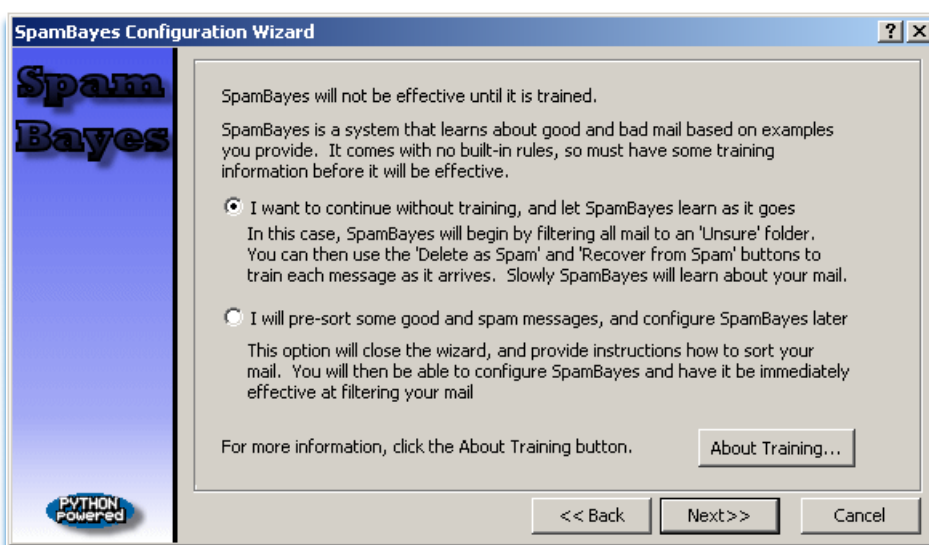 SpamBayes Configuration Wizard
Spam
Bayes
SpamBayes will not be effective until it is trained.
SpamBayes is a system that learns about good and bad mail based on examples
you provide.  It comes with no built-in rules, so must have some training
information before it will be effective.
I want to continue without training, and let SpamBayes learn as it goes
In this case, SpamBayes will begin by filtering all mail to an 'Unsure' folder.
You can then use the 'Delete as Spam' and 'Recover from Spam' buttons to
train each message as it arrives.  Slowly SpamBayes will learn about your mail.
I will pre-sort some good and spam messages, and configure SpamBayes later
This option will close the wizard, and provide instructions how to sort your
mail.  You will then be able to configure SpamBayes and have it be immediately
effective at filtering your mail
For more information, click the About Training button.
About Training...
PYTHON
Powered
<< Back
Next>>
Cancel